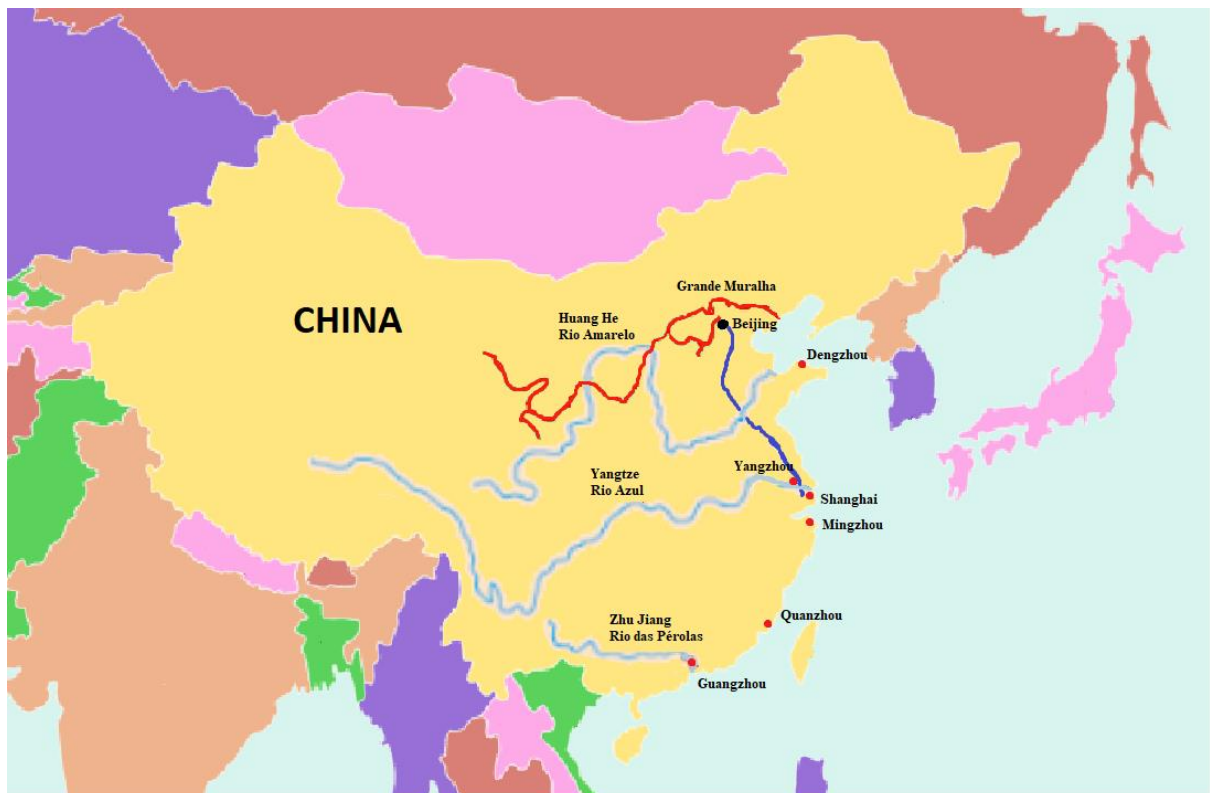 Grande Muralha
CHINA
Huang He
Rio Amarelo
Beijing
Dengzhou
Yangtze
Rio Azul
Yangzhou
Shanghai
Mingzhou
Zhu Jiang
Rio das Pérolas
Quanzhou
Guangzhou